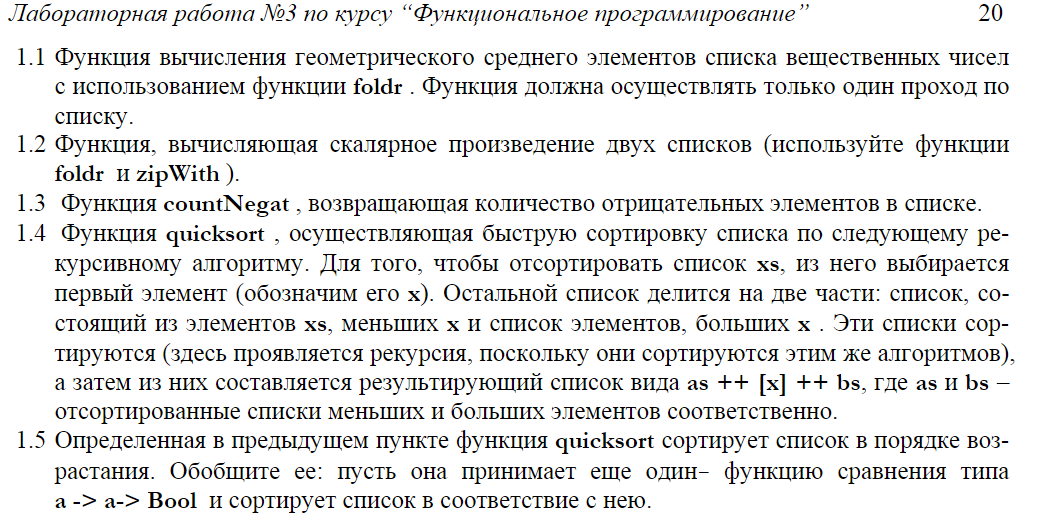 Лабораторная работа №3 по курсу “Функциональное программирование” 20
1.1 Функция вычисления геометрического среднего элементов списка вещественных чисел
с использованием функции foldr . Функция должна осуществлять только один проход по
списку.
1.2 Функция, вычисляющая скалярное произведение двух списков (используйте функции
foldr и zipWith ).
1.3 Функция countNegat , возвращающая количество отрицательных элементов в списке.
1.4 Функция quicksort , осуществляющая быструю сортировку списка по следующему ре-
курсивному алгоритму. Для того, чтобы отсортировать список xs, из него выбирается
первый элемент (обозначим его x). Остальной список делится на две части: список, со-
стоящий из элементов xs, меньших x и список элементов, больших x . Эти списки сор-
тируются (здесь проявляется рекурсия, поскольку они сортируются этим же алгоритмов),
а затем из них составляется результирующий список вида as ++ [x] ++ bs, где as и bs –
отсортированные списки меньших и больших элементов соответственно.
1.5 Определенная в предыдущем пункте функция quicksort сортирует список в порядке воз-
растания. Обобщите ее: пусть она принимает еще один– функцию сравнения типа
a -> a-> Bool и сортирует список в соответствие с нею.